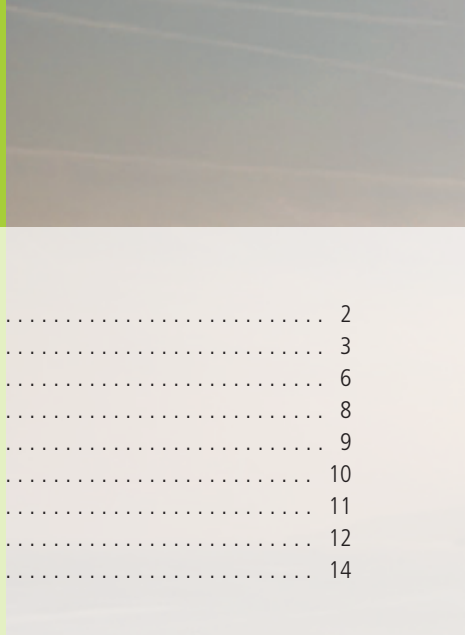 . . . . . . . . . . . . . . . . . . . . . . . . . . . 2
. . . . . . . . . . . . . . . . . . . . . . . . . . . 3
. . . . . . . . . . . . . . . . . . . . . . . . . . . 6
. . . . . . . . . . . . . . . . . . . . . . . . . . . 8
. . . . . . . . . . . . . . . . . . . . . . . . . . . 9
. . . . . . . . . . . . . . . . . . . . . . . . . . 10
. . . . . . . . . . . . . . . . . . . . . . . . . . 11
. . . . . . . . . . . . . . . . . . . . . . . . . . 12
. . . . . . . . . . . . . . . . . . . . . . . . . . 14